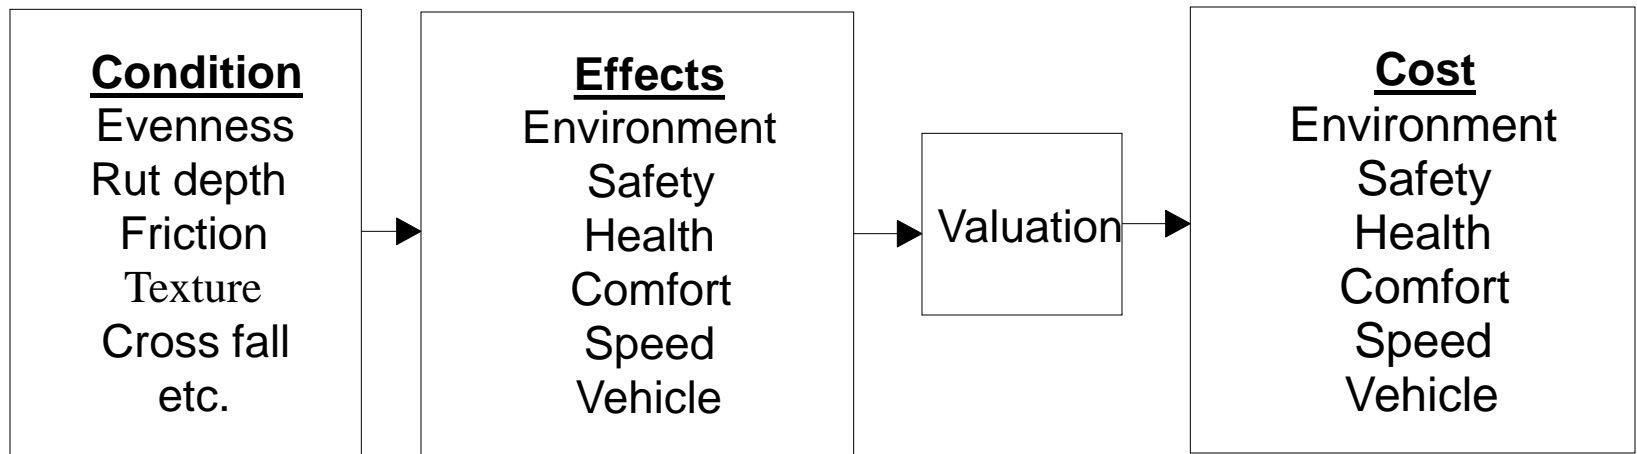 Condition
Evenness
Rut depth
Friction
Texture
Cross fall
etc.
Effects
Environment
Safety
Health
Comfort
Speed
Vehicle
Valuation
Cost
Environment
Safety
Health
Comfort
Speed
Vehicle